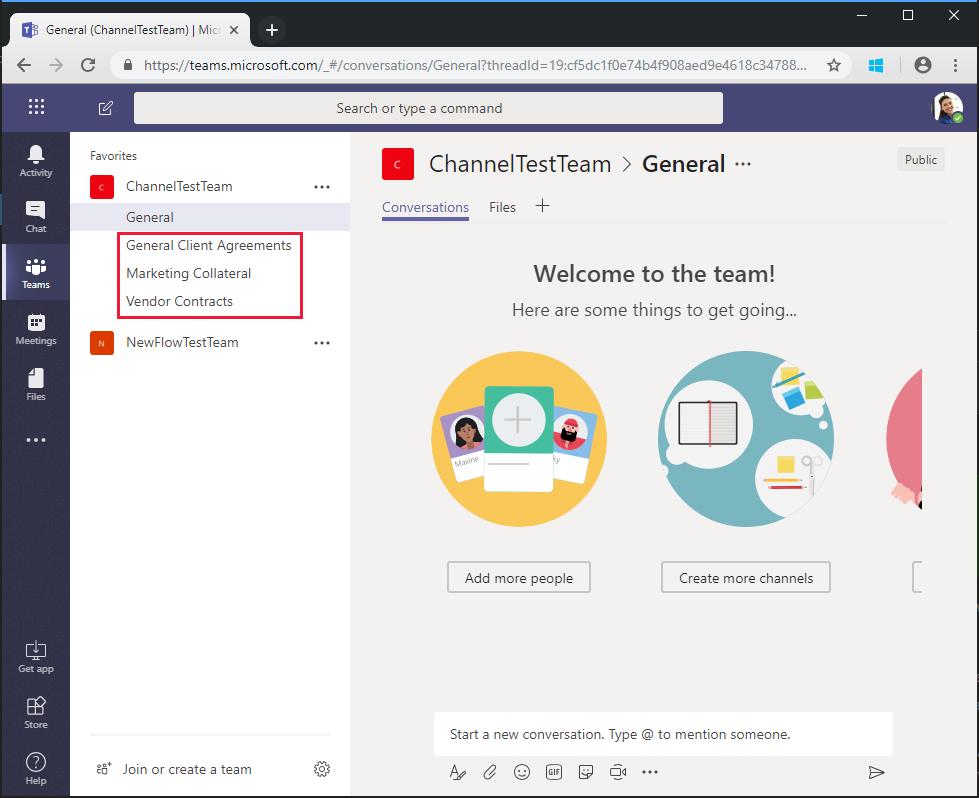 General (ChannelTestTeam) | Mic
https://teams.microsoft.com/_#/conversations/General?threadId=19:cf5dc1f0e74b4f908aed9e4618c34788...
Search or type a command
Activity
Chat
Teams
Meetings
Files
Get app
Store
Help
Favorites
C
ChannelTestTeam
General
General Client Agreements
Marketing Collateral
Vendor Contracts
N
NewFlowTestTeam
Join or create a team
C
ChannelTestTeam > General
Public
Conversations
Files
Welcome to the team!
Here are some things to get going...
Maxine
ky
Add more people
Create more channels
Start a new conversation. Type @ to mention someone.
GIF